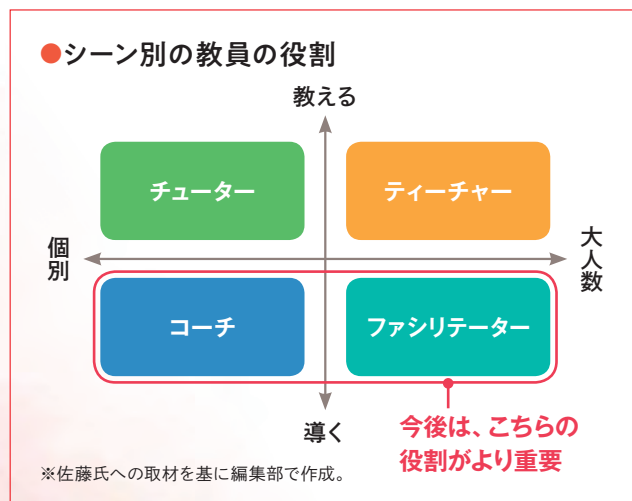 ●シーン別の教員の役割
教える
チューター
ティーチャー
個別
大人数
コーチ
ファシリテーター
導く
今後は、こちらの
役割がより重要
※佐藤氏への取材を基に編集部で作成。